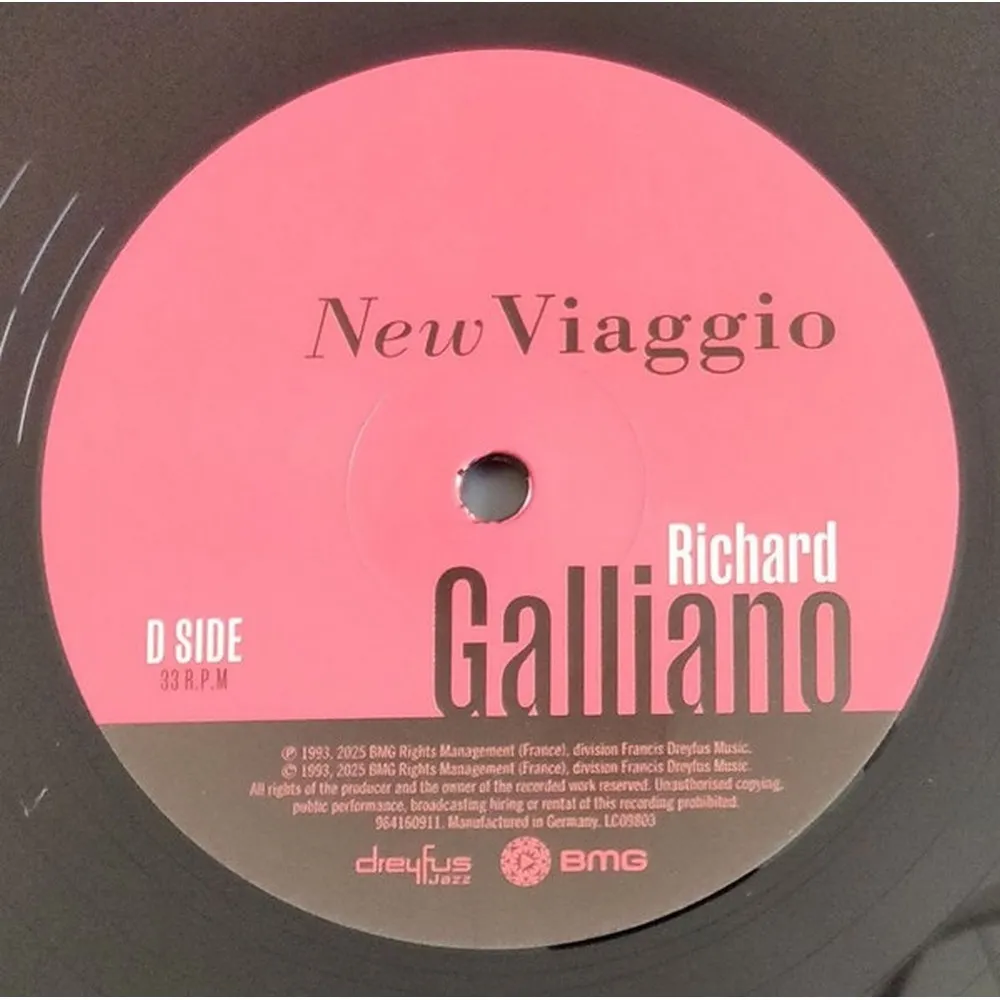 New Viaggio
Richard
Galliano
D SIDE
33 R.P.M
℗ 1993, 2025 BMG Rights Management (France), division Francis Dreyfus Music.
© 1993, 2025 BMG Rights Management (France), division Francis Dreyfus Music.
All rights of the producer and the owner of the recorded work reserved. Unauthorised copying,
public performance, broadcasting hiring or rental of this recording prohibited.
964160911. Manufactured in Germany. LC09803
dreyfus
JAZZ
BMG